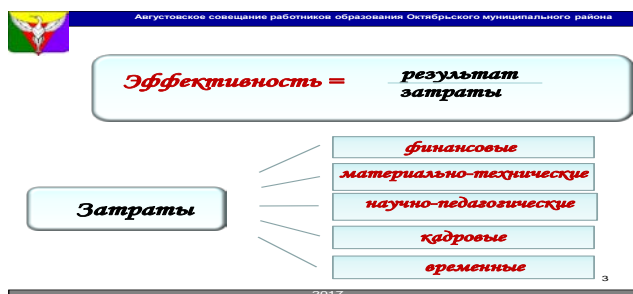 Августовское совещание работников образования Октябрьского муниципального района
Эффективность =
результат
затраты
Затраты
финансовые
материально-технические
научно-педагогические
кадровые
временные
3
2017